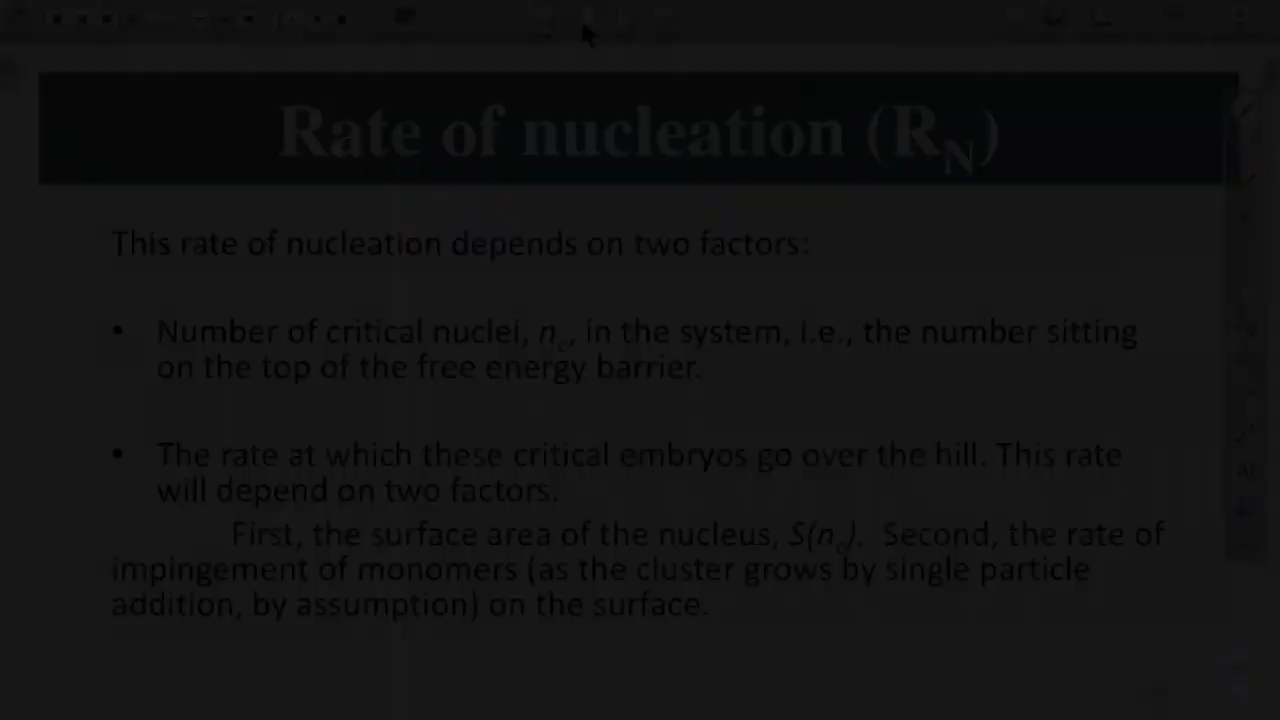 Rate of nucleation (R_N)
This rate of nucleation depends on two factors:
• Number of critical nuclei, n_c, in the system, i.e., the number sitting
on the top of the free energy barrier.
• The rate at which these critical embryos go over the hill. This rate
will depend on two factors.
First, the surface area of the nucleus, S(n_c). Second, the rate of
impingement of monomers (as the cluster grows by single particle
addition, by assumption) on the surface.